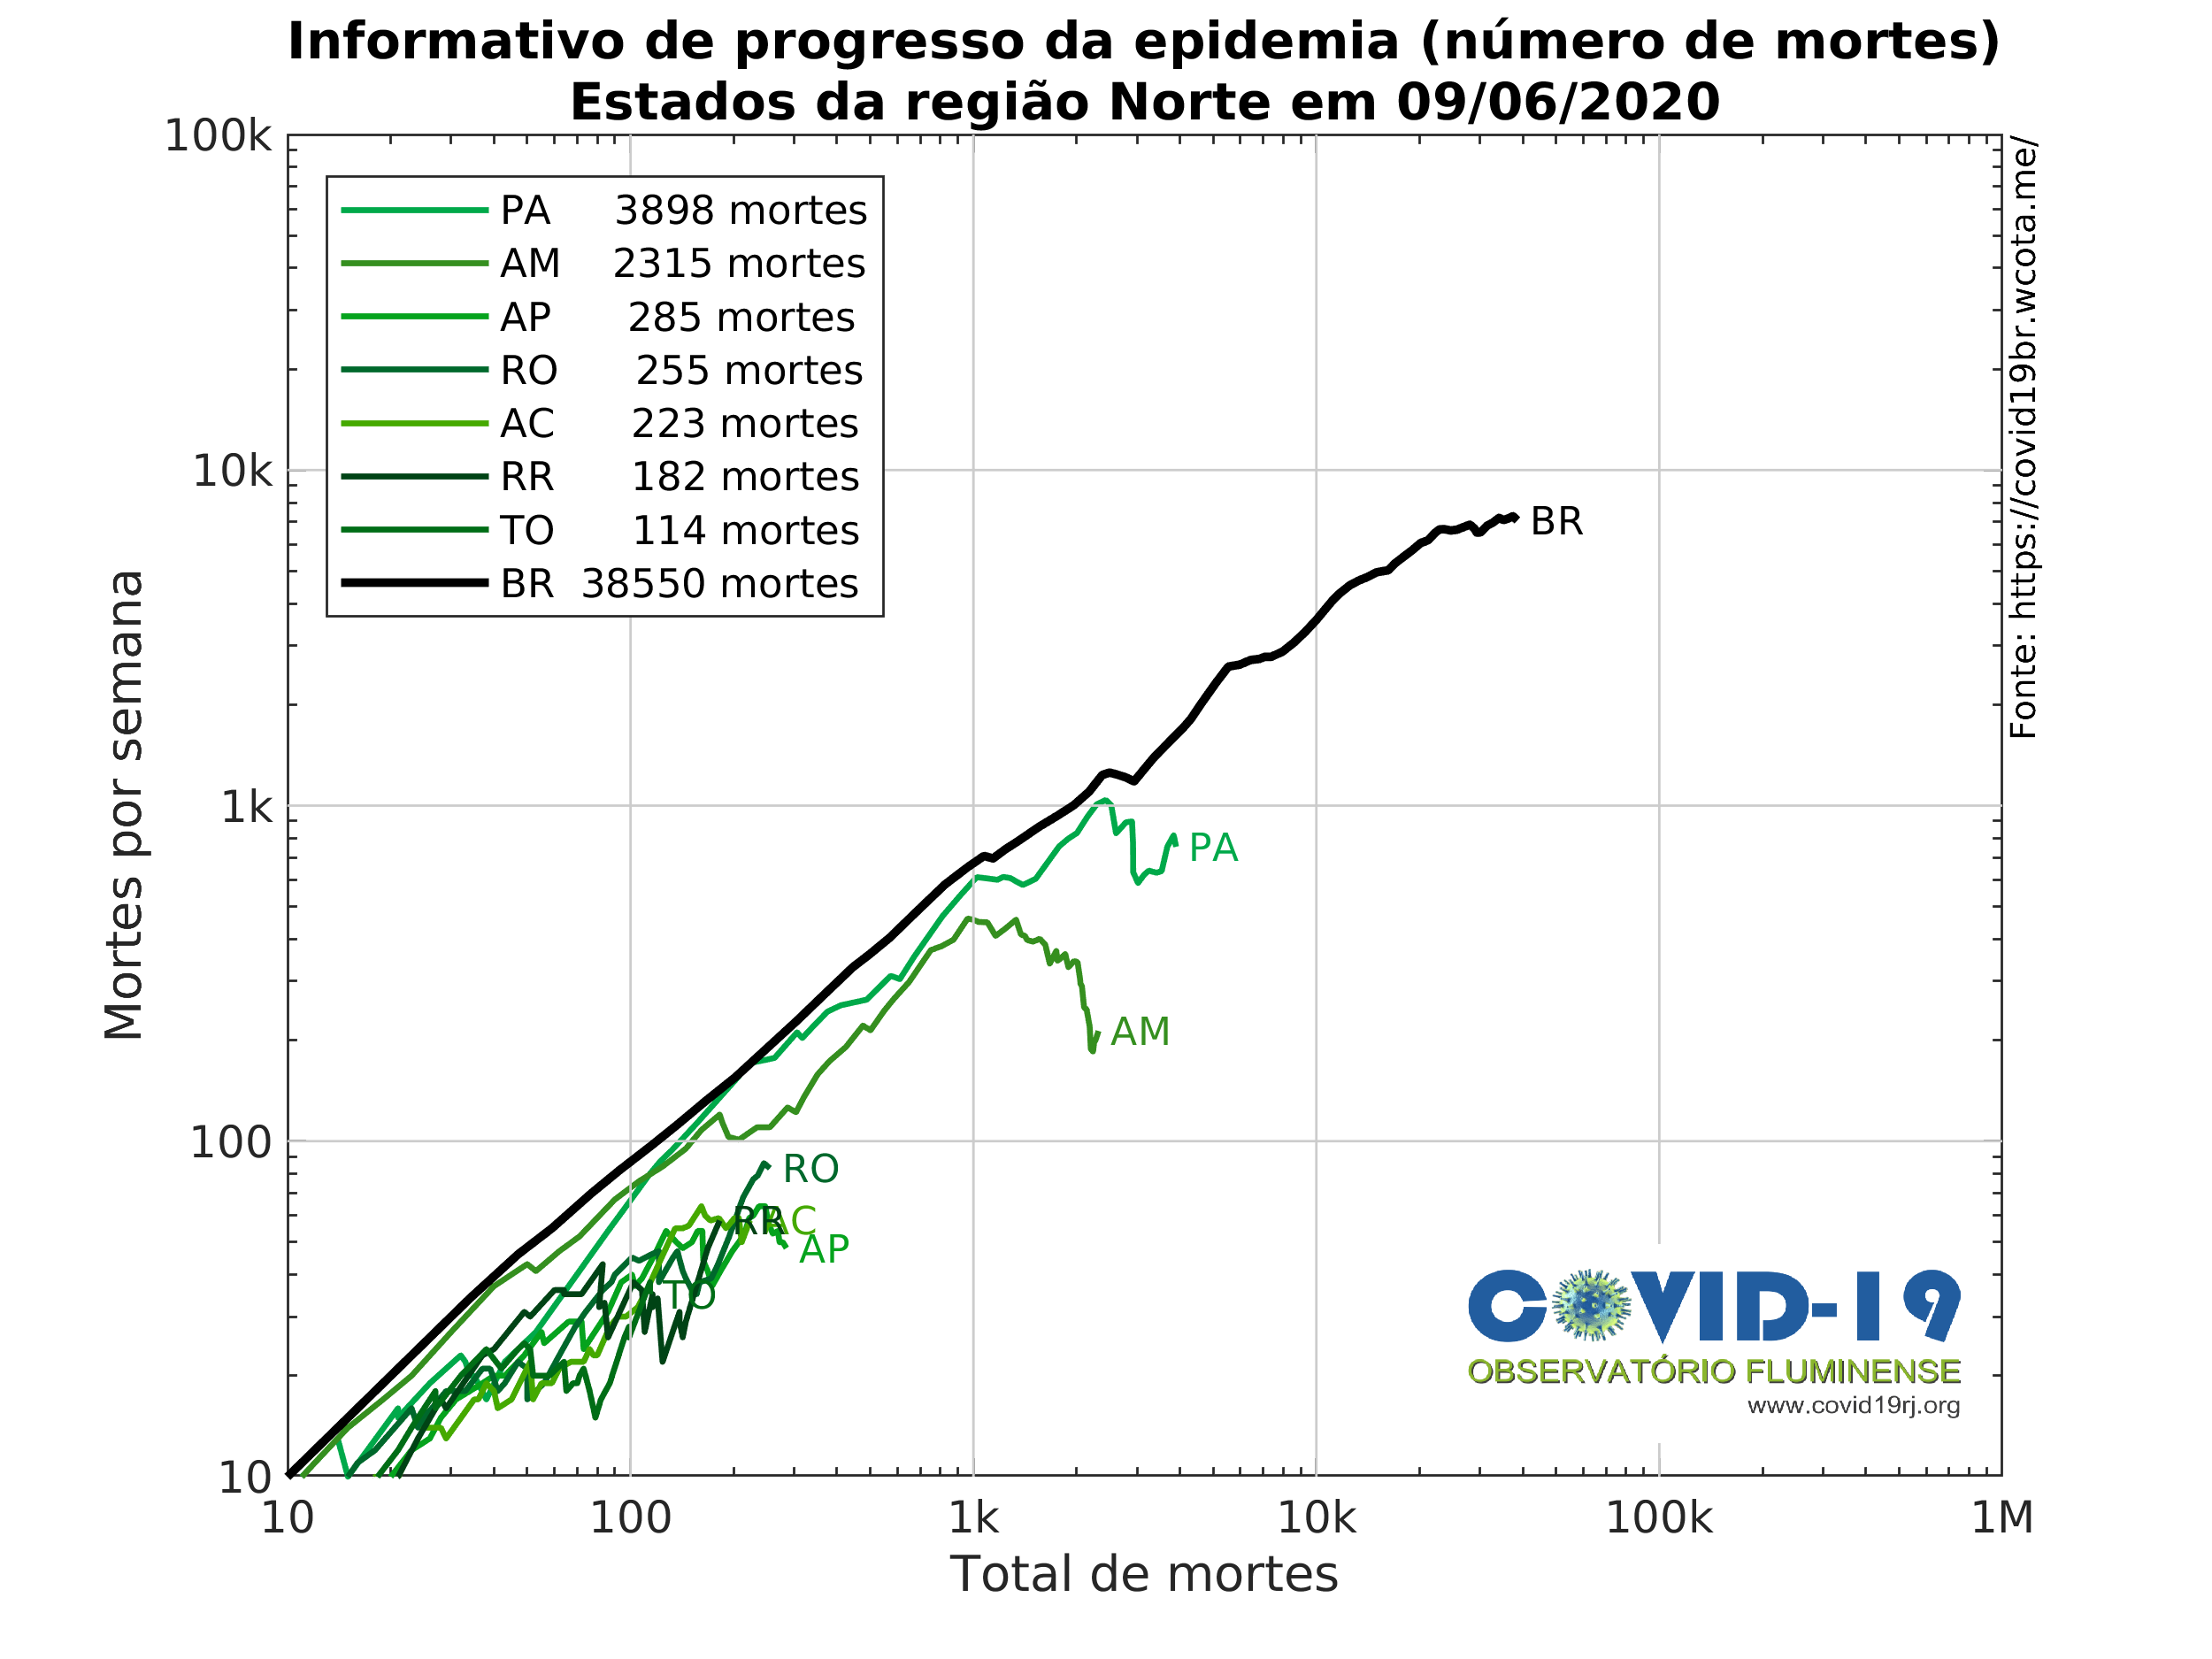 Informativo de progresso da epidemia (número de mortes)
Estados da região Norte em 09/06/2020
100k
10k
1k
100
10
Mortes por semana
PA 3898 mortes
AM 2315 mortes
AP 285 mortes
RO 255 mortes
AC 223 mortes
RR 182 mortes
TO 114 mortes
BR 38550 mortes
BR
PA
AM
RO
RR
AC
AP
TO
Fonte: https://covid19br.wcota.me/
COVID-19
OBSERVATÓRIO FLUMINENSE
www.covid19rj.org
10
100
1k
10k
100k
1M
Total de mortes